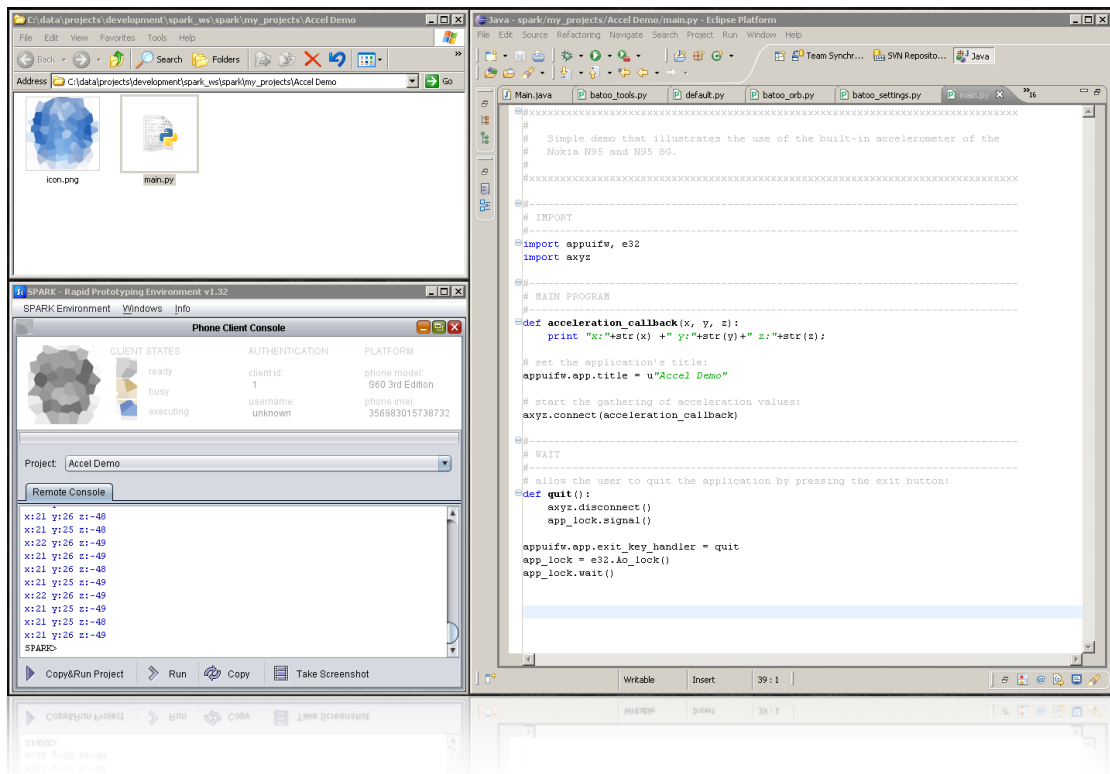 C:\data\projects\development\spark_ws\spark\my_projects\Accel Demo
File Edit View Favorites Tools Help
Back Search Folders
Address C:\data\projects\development\spark_ws\spark\my_projects\Accel Demo Go
icon.png main.py
SPARK - Rapid Prototyping Environment v1.32
SPARK Environment Windows Info
Phone Client Console
CLIENT STATES AUTHENTICATION PLATFORM
ready client id: phone model:
1 S60 3rd Edition
busy
username: phone imei:
executing unknown 356983015738732
Project: Accel Demo
Remote Console
x:21 y:26 z:-48
x:21 y:25 z:-48
x:22 y:26 z:-49
x:21 y:26 z:-49
x:21 y:26 z:-48
x:21 y:25 z:-49
x:22 y:26 z:-49
x:21 y:26 z:-49
x:21 y:25 z:-48
x:21 y:26 z:-49
SPARK>
Copy&Run Project Run Copy Take Screenshot
Java - spark/my_projects/Accel Demo/main.py - Eclipse Platform
File Edit Source Refactoring Navigate Search Project Run Window Help
Team Synchr... SVN Reposito... Java
Main.java batoo_tools.py default.py batoo_orb.py batoo_settings.py main.py »16
#xxxxxxxxxxxxxxxxxxxxxxxxxxxxxxxxxxxxxxxxxxxxxxxxxxxxxxxxxxxxxxxxxxxxxxxxxxx
#
# Simple demo that illustrates the use of the built-in accelerometer of the
# Nokia N95 and N95 8G.
#
#xxxxxxxxxxxxxxxxxxxxxxxxxxxxxxxxxxxxxxxxxxxxxxxxxxxxxxxxxxxxxxxxxxxxxxxxxxx
#---------------------------------------------------------------------------
# IMPORT
#---------------------------------------------------------------------------
import appuifw, e32
import axyz
#---------------------------------------------------------------------------
# MAIN PROGRAM
#---------------------------------------------------------------------------
def acceleration_callback(x, y, z):
print "x:"+str(x) +" y:"+str(y)+" z:"+str(z);
# set the application's title:
appuifw.app.title = u"Accel Demo"
# start the gathering of acceleration values:
axyz.connect(acceleration_callback)
#---------------------------------------------------------------------------
# WAIT
#---------------------------------------------------------------------------
# allow the user to quit the application by pressing the exit button:
def quit():
axyz.disconnect()
app_lock.signal()
appuifw.app.exit_key_handler = quit
app_lock = e32.Ao_lock()
app_lock.wait()
Writable Insert 39 : 1